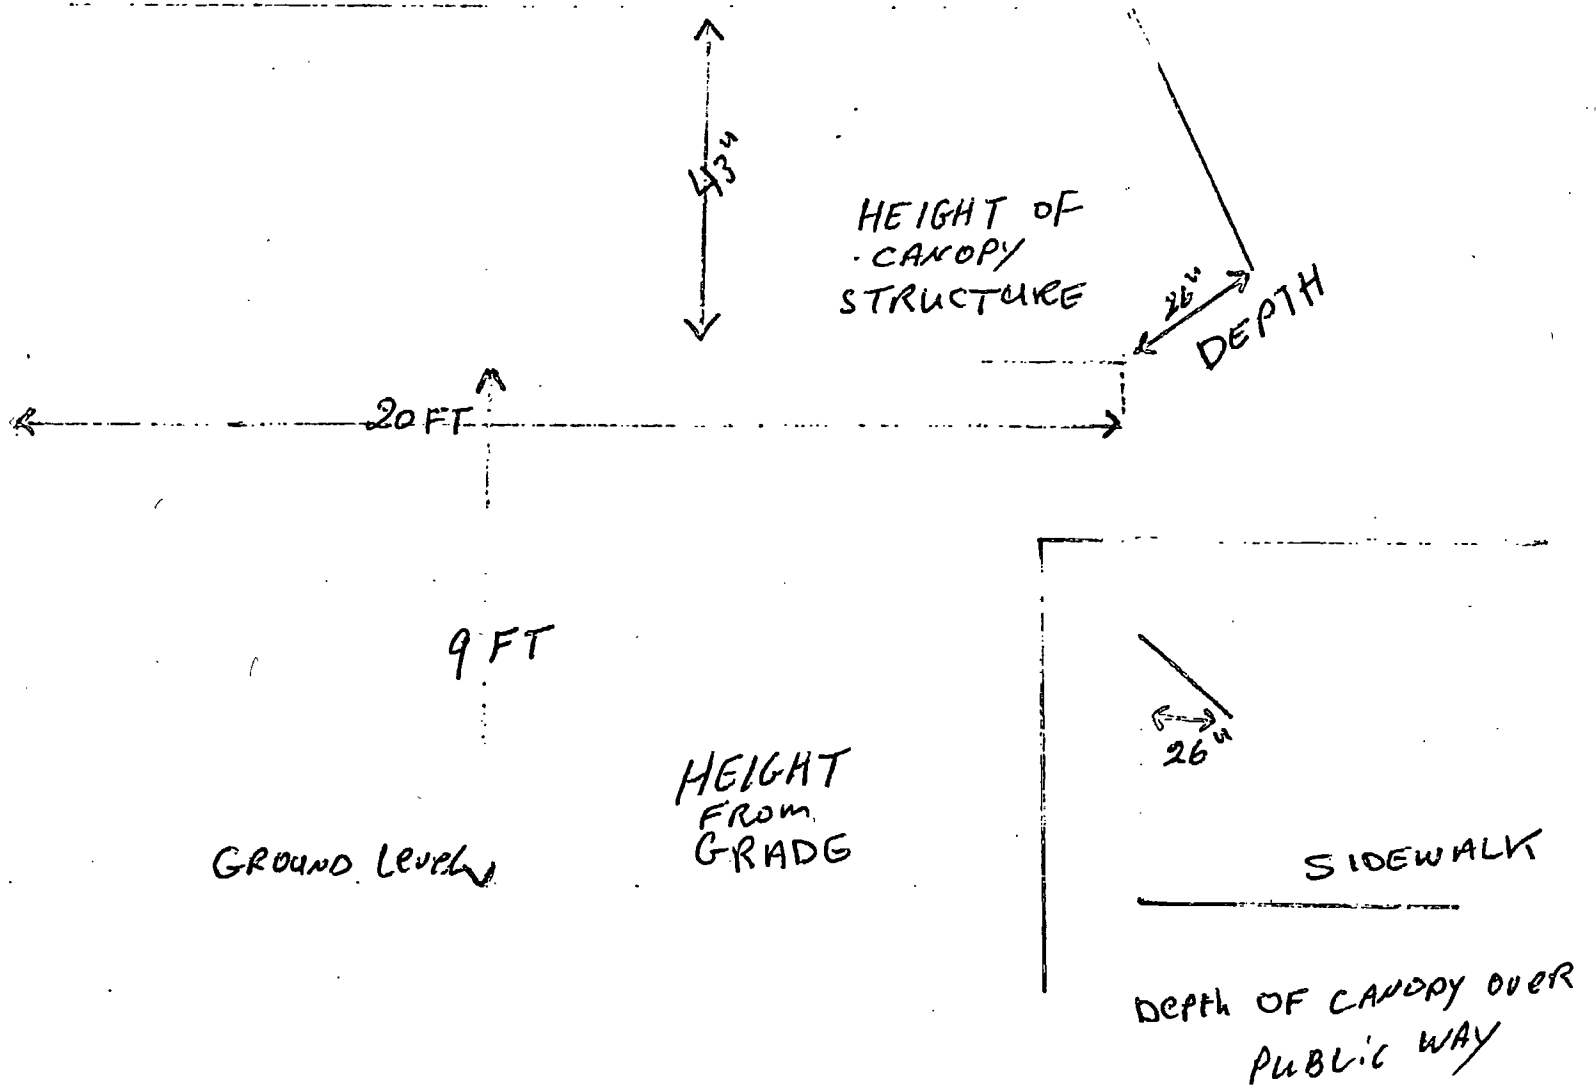 43"
HEIGHT OF
CANOPY
STRUCTURE
26"
DEPTH
20 FT
9 FT
HEIGHT
FROM
GRADE
GROUND Level
26"
SIDEWALK
Depth OF CANOPY OVeR
PUBLiC WAY